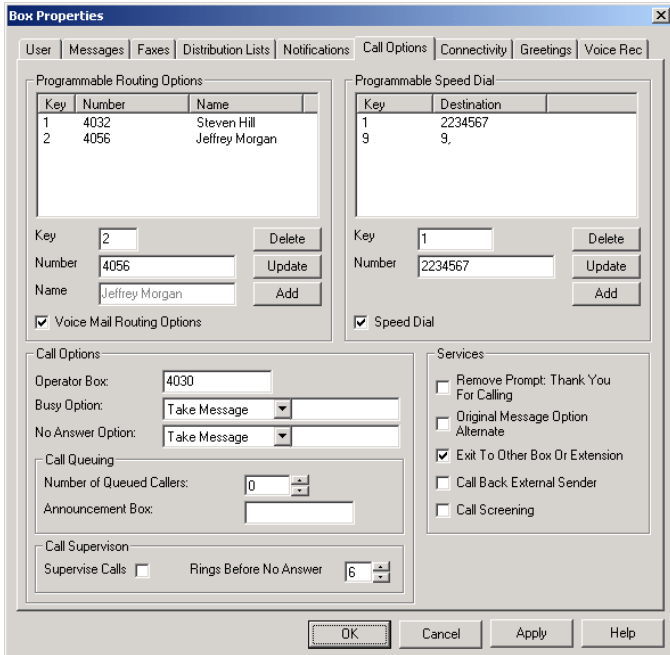 Box Properties
User Messages Faxes Distribution Lists Notifications Call Options Connectivity Greetings Voice Rec
Programmable Routing Options
Key Number Name
1 4032 Steven Hill
2 4056 Jeffrey Morgan
Key 2 Delete
Number 4056 Update
Name Jeffrey Morgan Add
Voice Mail Routing Options
Programmable Speed Dial
Key Destination
1 2234567
9 9,
Key 1 Delete
Number 2234567 Update
Add
Speed Dial
Call Options
Operator Box: 4030
Busy Option: Take Message
No Answer Option: Take Message
Call Queuing
Number of Queued Callers: 0
Announcement Box:
Call Supervison
Supervise Calls Rings Before No Answer 6
Services
Remove Prompt: Thank You
For Calling
Original Message Option
Alternate
Exit To Other Box Or Extension
Call Back External Sender
Call Screening
OK Cancel Apply Help